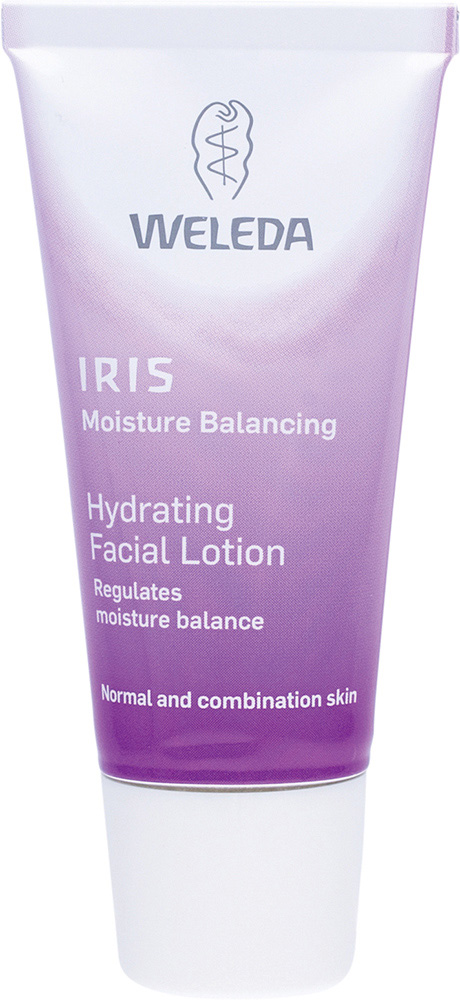 WELEDA
IRIS
Moisture Balancing
Hydrating
Facial Lotion
Regulates
moisture balance
Normal and combination skin